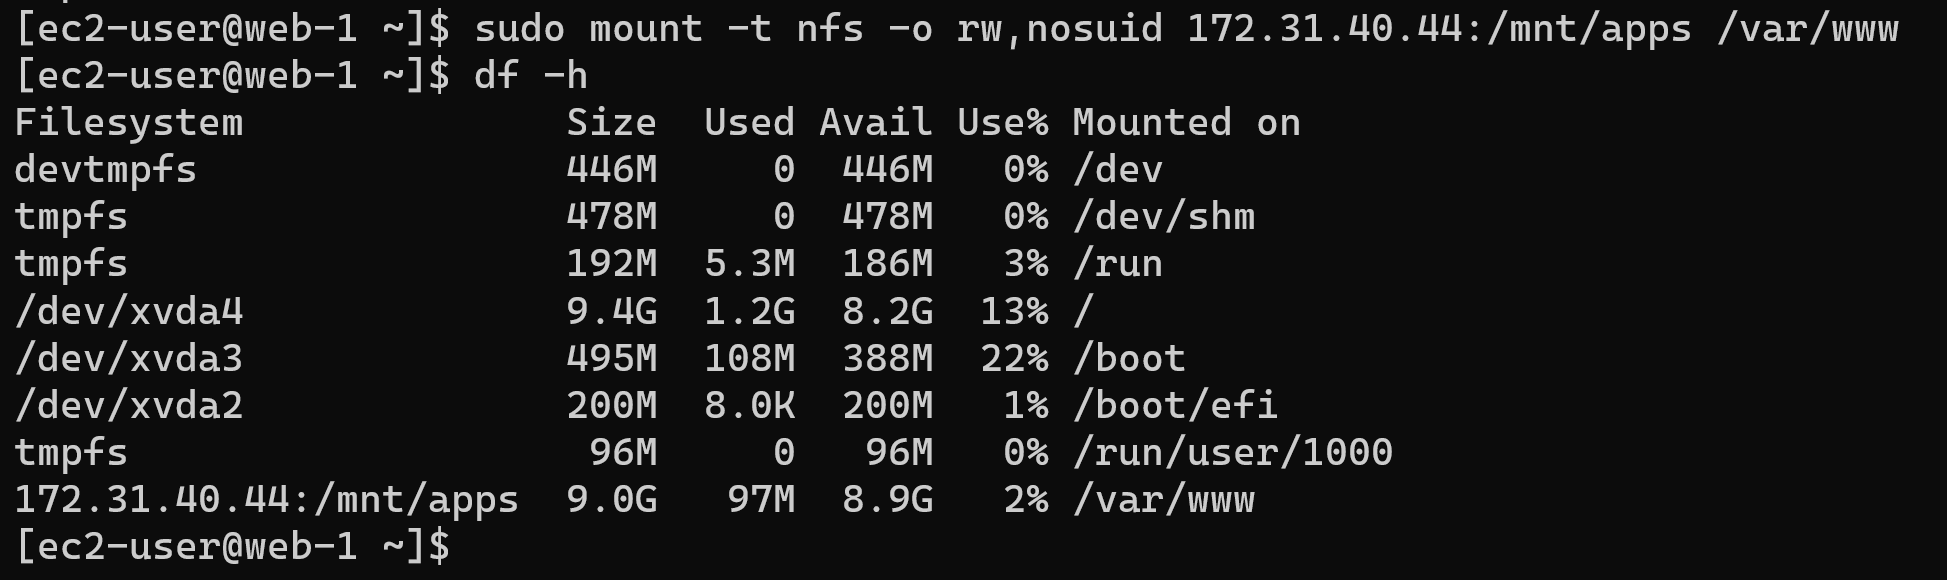 [ec2-user@web-1 ~]$ sudo mount -t nfs -o rw,nosuid 172.31.40.44:/mnt/apps /var/www
[ec2-user@web-1 ~]$ df -h
Filesystem              Size  Used Avail Use% Mounted on
devtmpfs                446M     0  446M   0% /dev
tmpfs                   478M     0  478M   0% /dev/shm
tmpfs                   192M  5.3M  186M   3% /run
/dev/xvda4              9.4G  1.2G  8.2G  13% /
/dev/xvda3              495M  108M  388M  22% /boot
/dev/xvda2              200M  8.0K  200M   1% /boot/efi
tmpfs                    96M     0   96M   0% /run/user/1000
172.31.40.44:/mnt/apps  9.0G   97M  8.9G   2% /var/www
[ec2-user@web-1 ~]$